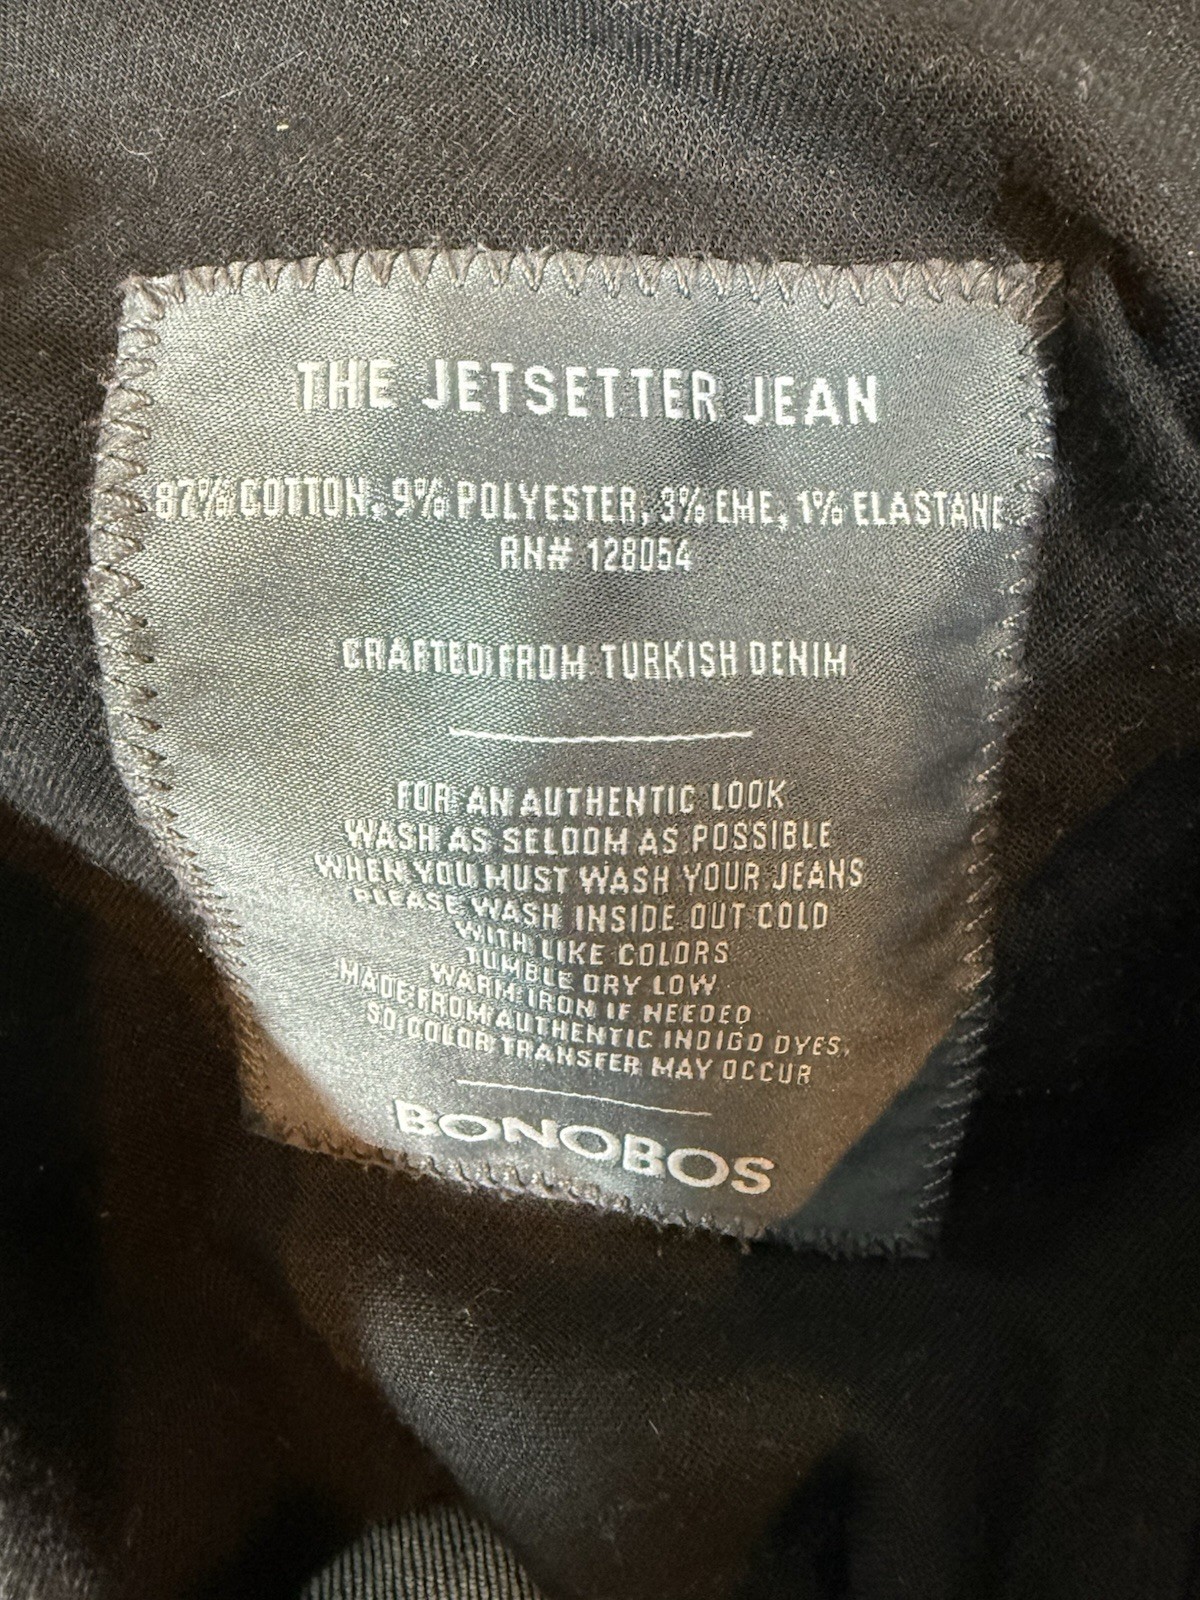 THE JETSETTER JEAN
87% COTTON, 9% POLYESTER, 3% EME, 1% ELASTANE
RN# 128054
CRAFTED FROM TURKISH DENIM
FOR AN AUTHENTIC LOOK
WASH AS SELDOM AS POSSIBLE
WHEN YOU MUST WASH YOUR JEANS
PLEASE WASH INSIDE OUT COLD
WITH LIKE COLORS
TUMBLE DRY LOW
WARM IRON IF NEEDED
MADE FROM AUTHENTIC INDIGO DYES,
SO COLOR TRANSFER MAY OCCUR
BONOBOS